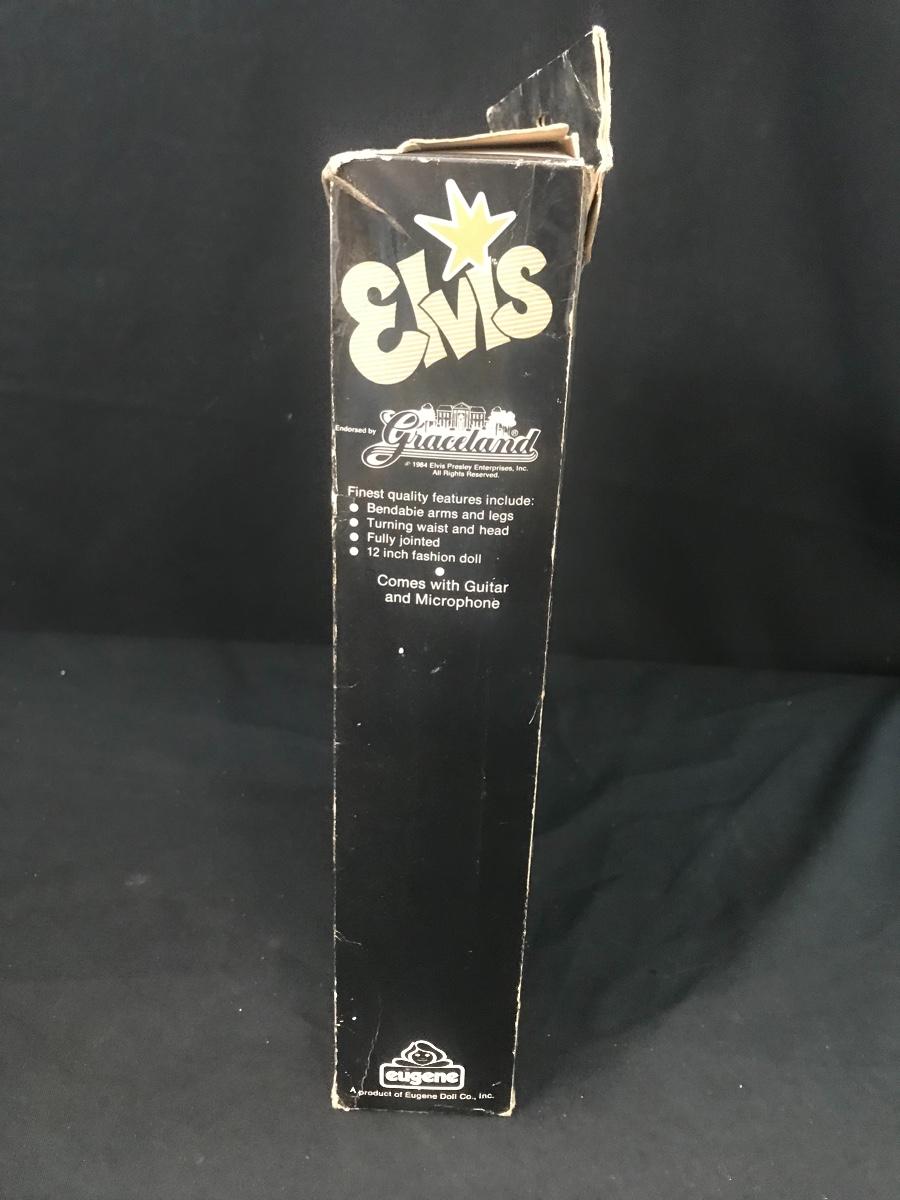 ELVIS™
Endorsed by Graceland®
© 1984 Elvis Presley Enterprises, Inc.
All Rights Reserved.
Finest quality features include:
● Bendable arms and legs
● Turning waist and head
● Fully jointed
● 12 inch fashion doll
●
Comes with Guitar
and Microphone
eugene
A product of Eugene Doll Co., Inc.